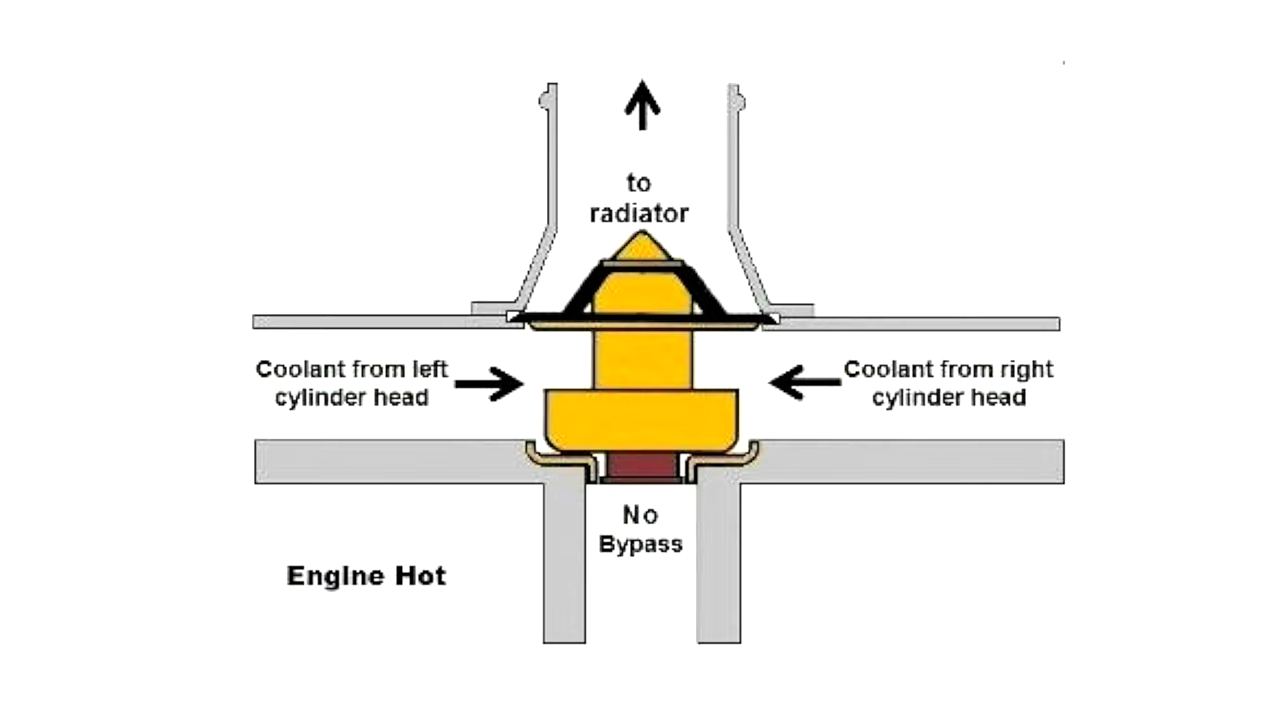 to
radiator
Coolant from left
cylinder head
Coolant from right
cylinder head
No
Bypass
Engine Hot